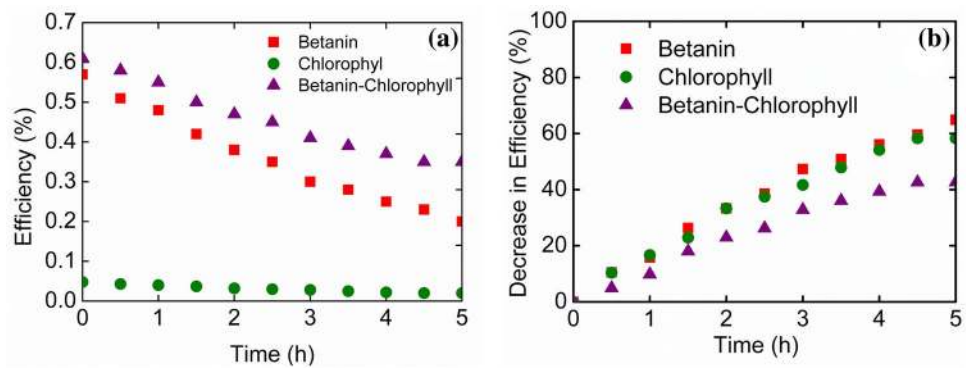 (a)
Betanin
Chlorophyl
Betanin-Chlorophyll
Efficiency (%)
0.7
0.6
0.5
0.4
0.3
0.2
0.1
0.0
0 1 2 3 4 5
Time (h)
(b)
Betanin
Chlorophyll
Betanin-Chlorophyll
Decrease in Efficiency (%)
100
80
60
40
20
0
0 1 2 3 4 5
Time (h)